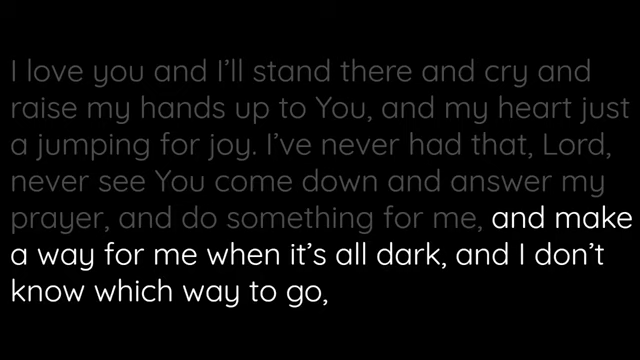 I love you and I’ll stand there and cry and
raise my hands up to You, and my heart just
a jumping for joy. I’ve never had that, Lord,
never see You come down and answer my
prayer, and do something for me, and make
a way for me when it’s all dark, and I don’t
know which way to go,